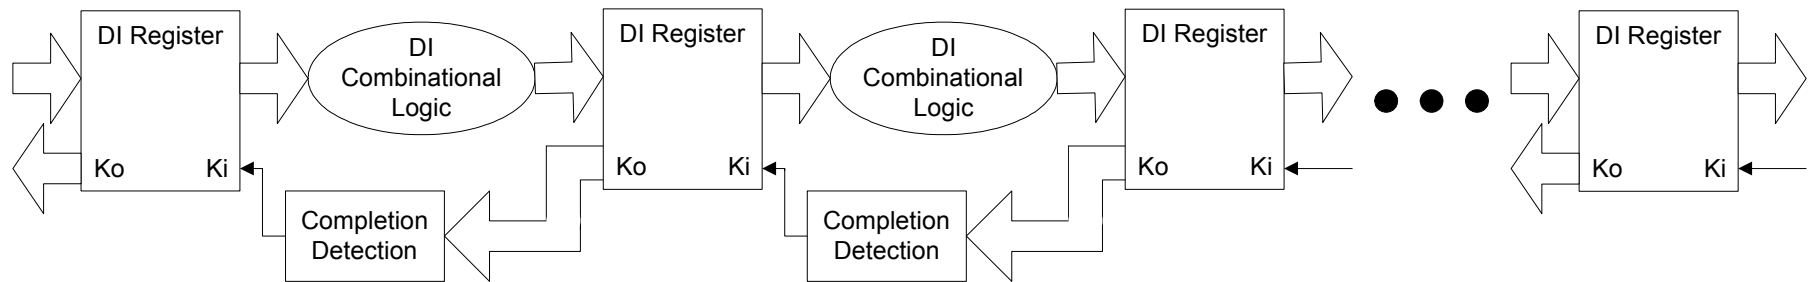 DI Register
Ko
Ki
DI
Combinational
Logic
Completion
Detection
DI Register
Ko
Ki
DI
Combinational
Logic
Completion
Detection
DI Register
Ko
Ki
DI Register
Ko
Ki